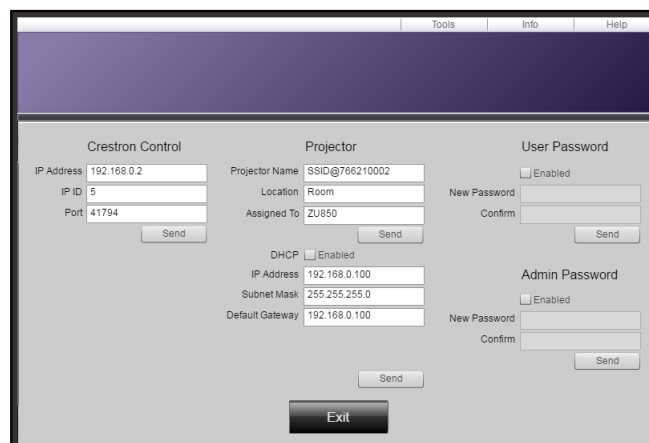 Tools Info Help
Crestron Control Projector User Password
IP Address 192.168.0.2 Projector Name SSID@766210002 Enabled
IP ID 5 Location Room New Password
Port 41794 Assigned To ZU850 Confirm
Send Send Send
DHCP Enabled
IP Address 192.168.0.100 Admin Password
Subnet Mask 255.255.255.0 Enabled
Default Gateway 192.168.0.100 New Password
Confirm
Send
Send
Exit